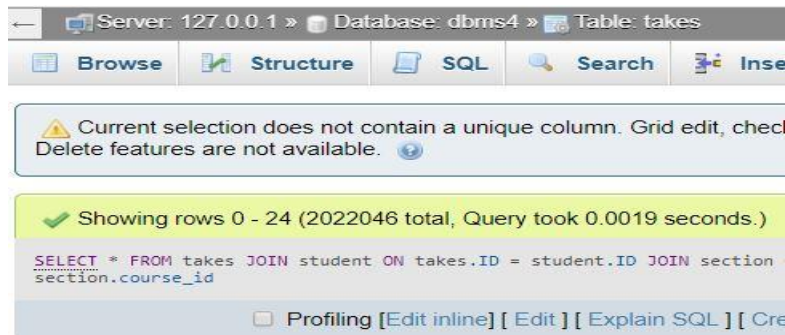 ← Server: 127.0.0.1 » Database: dbms4 » Table: takes
Browse Structure SQL Search
Current selection does not contain a unique column. Grid edit,
Delete features are not available.
Showing rows 0 - 24 (2022046 total, Query took 0.0019 seconds.)
SELECT * FROM takes JOIN student ON takes.ID = student.ID JOIN section
section.course_id
Profiling [Edit inline] [ Edit ] [ Explain SQL ] [